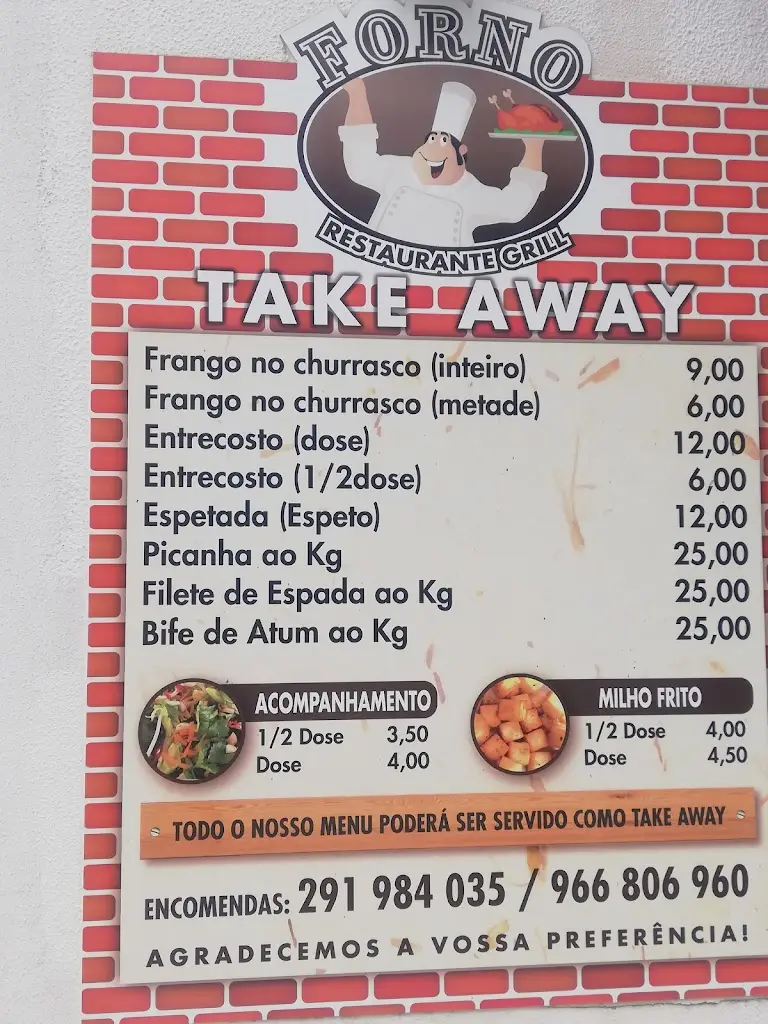 FORNO
RESTAURANTE GRILL
TAKE AWAY
Frango no churrasco (inteiro) 9,00
Frango no churrasco (metade) 6,00
Entrecosto (dose) 12,00
Entrecosto (1/2dose) 6,00
Espetada (Espeto) 12,00
Picanha ao Kg 25,00
Filete de Espada ao Kg 25,00
Bife de Atum ao Kg 25,00
ACOMPANHAMENTO
1/2 Dose 3,50
Dose 4,00
MILHO FRITO
1/2 Dose 4,00
Dose 4,50
TODO O NOSSO MENU PODERÁ SER SERVIDO COMO TAKE AWAY
ENCOMENDAS: 291 984 035 / 966 806 960
AGRADECEMOS A VOSSA PREFERÊNCIA!